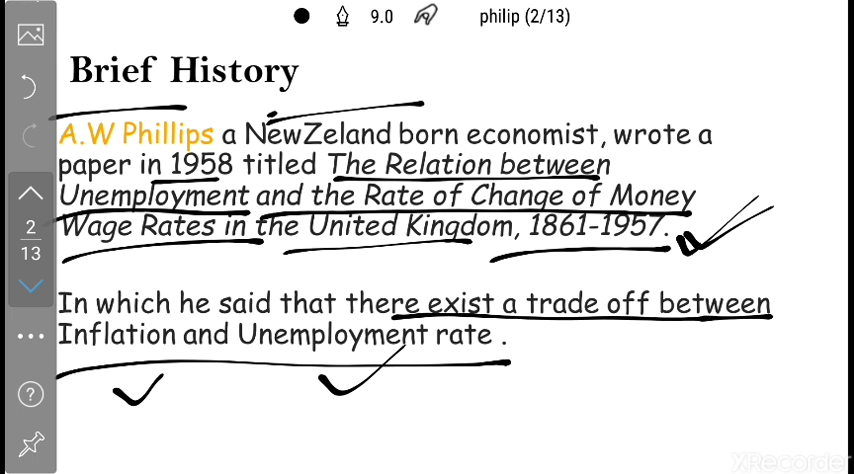 9.0 philip (2/13)
Brief History
A.W Phillips a NewZeland born economist, wrote a
paper in 1958 titled The Relation between
Unemployment and the Rate of Change of Money
Wage Rates in the United Kingdom, 1861-1957.
2
13
In which he said that there exist a trade off between
Inflation and Unemployment rate .
?
XRecorder